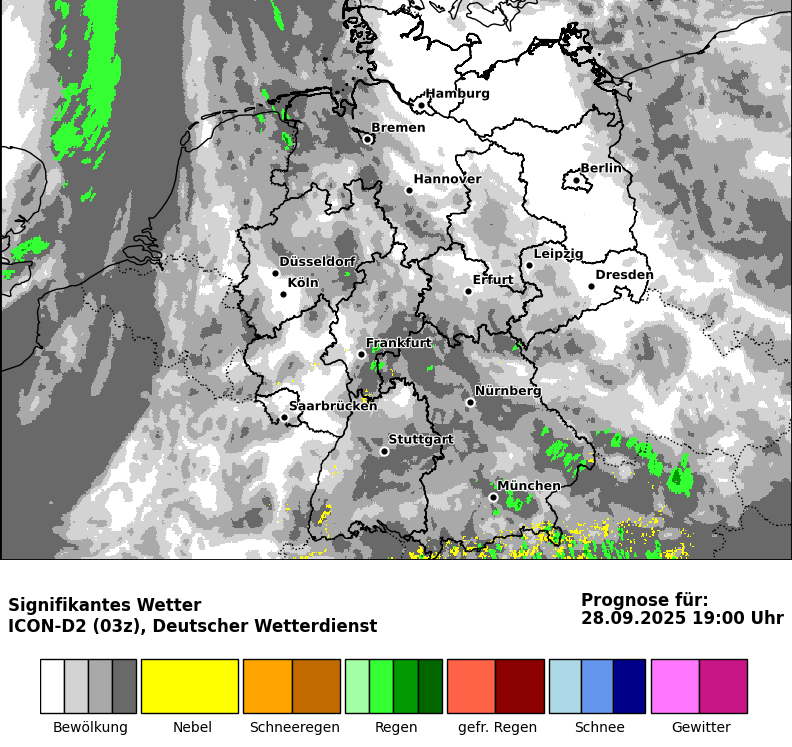 Hamburg
Bremen
Berlin
Hannover
Leipzig
Düsseldorf
Dresden
Köln
Erfurt
Frankfurt
Nürnberg
Saarbrücken
Stuttgart
München
Signifikantes Wetter
ICON-D2 (03z), Deutscher Wetterdienst
Prognose für:
28.09.2025 19:00 Uhr
Bewölkung Nebel Schneeregen Regen gefr. Regen Schnee Gewitter